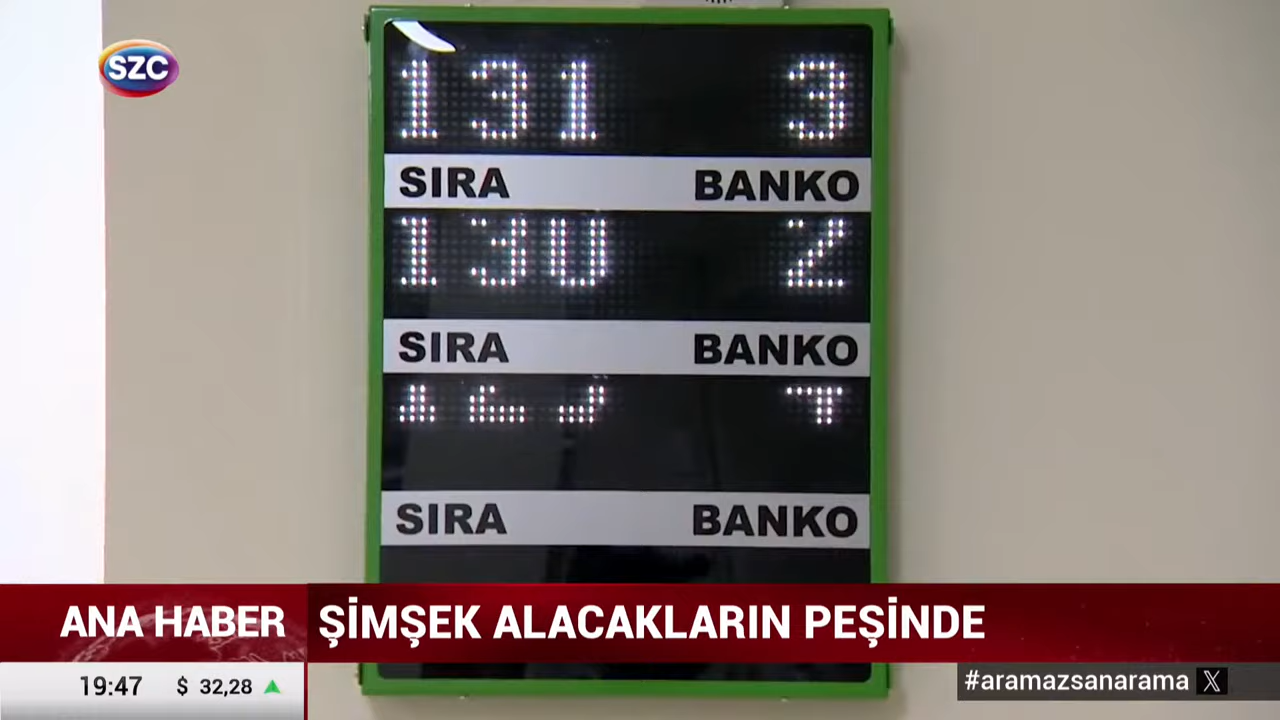 SZC
131 3
SIRA BANKO
130 2
SIRA BANKO
SIRA BANKO
ANA HABER
ŞİMŞEK ALACAKLARIN PEŞİNDE
19:47 $ 32,28
#aramazsanarama X